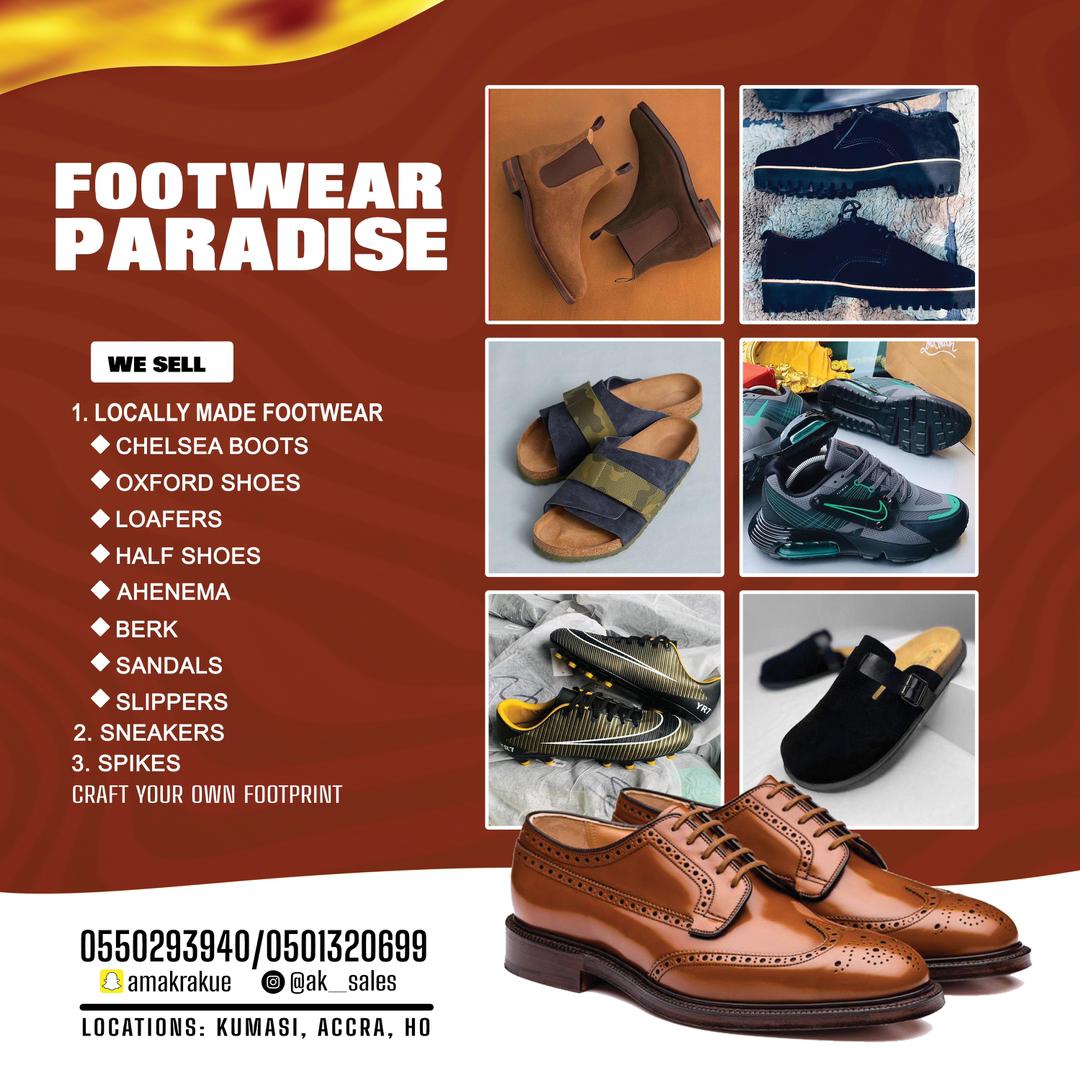 FOOTWEAR
PARADISE
WE SELL
1. LOCALLY MADE FOOTWEAR
CHELSEA BOOTS
OXFORD SHOES
LOAFERS
HALF SHOES
AHENEMA
BERK
SANDALS
SLIPPERS
2. SNEAKERS
3. SPIKES
CRAFT YOUR OWN FOOTPRINT
YR7
0550293940/0501320699
amakrakue @ak__sales
LOCATIONS: KUMASI, ACCRA, HO